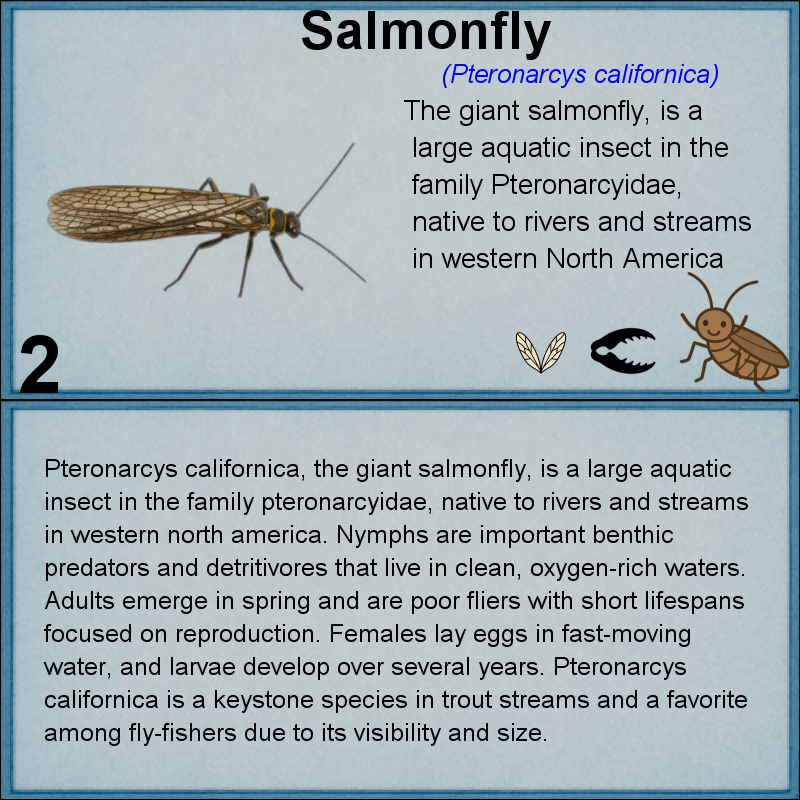 Salmonfly
(Pteronarcys californica)
The giant salmonfly, is a
large aquatic insect in the
family Pteronarcyidae,
native to rivers and streams
in western North America
2
Pteronarcys californica, the giant salmonfly, is a large aquatic
insect in the family pteronarcyidae, native to rivers and streams
in western north america. Nymphs are important benthic
predators and detritivores that live in clean, oxygen-rich waters.
Adults emerge in spring and are poor fliers with short lifespans
focused on reproduction. Females lay eggs in fast-moving
water, and larvae develop over several years. Pteronarcys
californica is a keystone species in trout streams and a favorite
among fly-fishers due to its visibility and size.